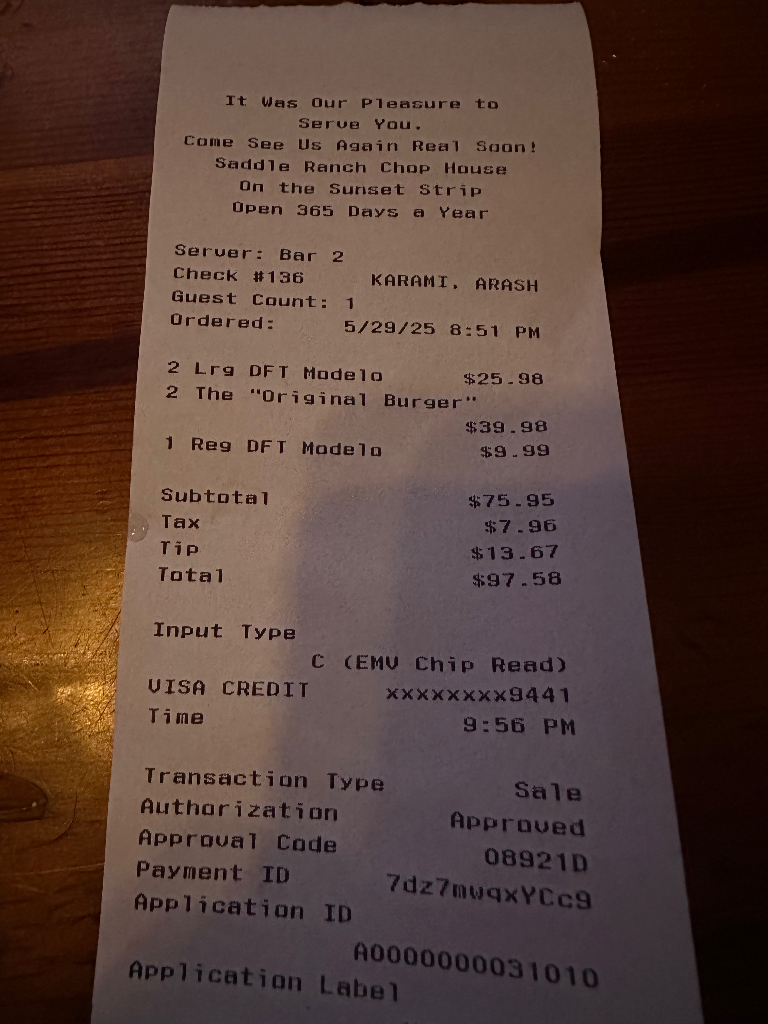 It Was Our Pleasure to
Serve You.
Come See Us Again Real Soon!
Saddle Ranch Chop House
On the Sunset Strip
Open 365 Days a Year
Server: Bar 2
Check #136 KARAMI, ARASH
Guest Count: 1
Ordered: 5/29/25 8:51 PM
2 Lrg DFT Modelo $25.98
2 The "Original Burger"
$39.98
1 Reg DFT Modelo $9.99
Subtotal $75.95
Tax $7.96
Tip $13.67
Total $97.58
Input Type
C (EMV Chip Read)
VISA CREDIT xxxxxxxx9441
Time 9:56 PM
Transaction Type Sale
Authorization Approved
Approval Code 08921D
Payment ID 7dz7mwqxYCc9
Application ID
A0000000031010
Application Label